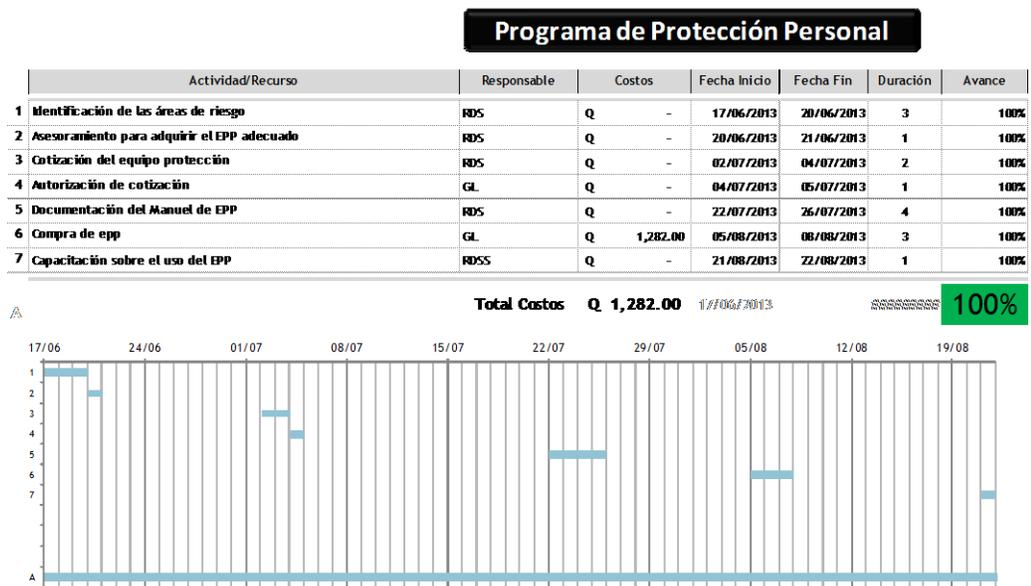 Programa de Protección Personal
Actividad/Recurso Responsable Costos Fecha Inicio Fecha Fin Duración Avance
1 Identificación de las áreas de riesgo RDS Q - 17/06/2013 20/06/2013 3 100%
2 Asesoramiento para adquirir el EPP adecuado RDS Q - 20/06/2013 21/06/2013 1 100%
3 Cotización del equipo protección RDS Q - 02/07/2013 04/07/2013 2 100%
4 Autorización de cotización GL Q - 04/07/2013 05/07/2013 1 100%
5 Documentación del Manuel de EPP RDS Q - 22/07/2013 26/07/2013 4 100%
6 Compra de epp GL Q 1,282.00 05/08/2013 08/08/2013 3 100%
7 Capacitación sobre el uso del EPP RDSS Q - 21/08/2013 22/08/2013 1 100%
A Total Costos Q 1,282.00 17/06/2013 100%
17/06 24/06 01/07 08/07 15/07 22/07 29/07 05/08 12/08 19/08
1
2
3
4
5
6
7
A